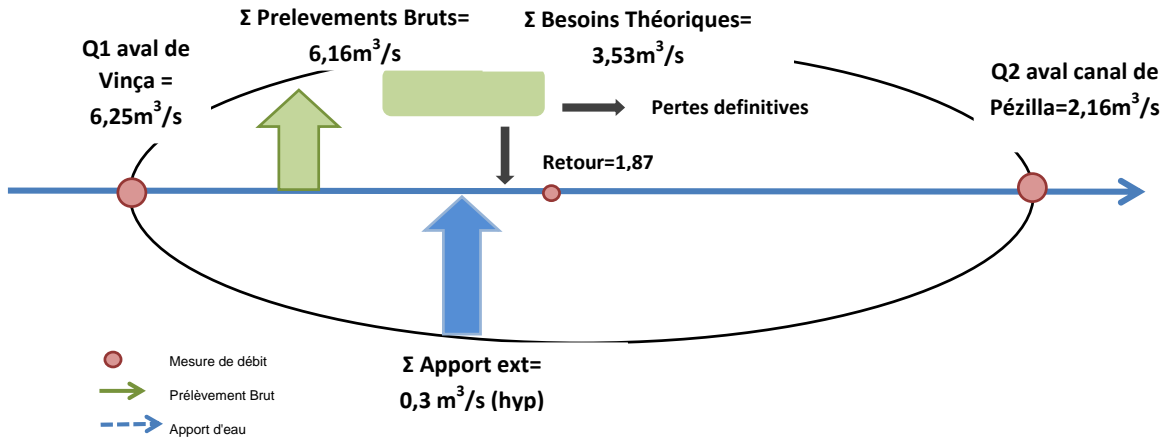 Σ Prelevements Bruts=
6,16m³/s
Σ Besoins Théoriques=
3,53m³/s
Q1 aval de
Vinça =
6,25m³/s
Q2 aval canal de
Pézilla=2,16m³/s
Pertes definitives
Retour=1,87
Σ Apport ext=
0,3 m³/s (hyp)
Mesure de débit
Prélèvement Brut
Apport d'eau